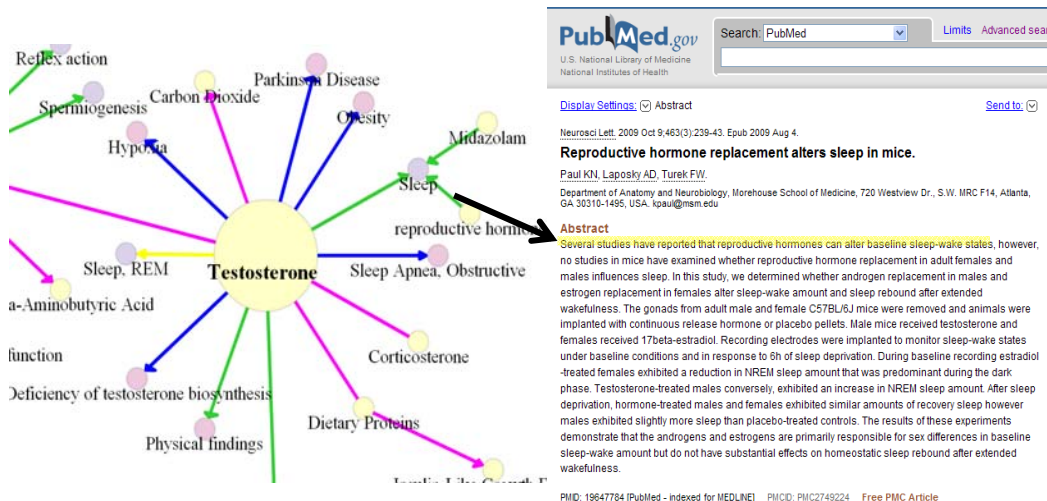 Reflex action
Spermiogenesis
Carbon Dioxide
Parkinson Disease
Obesity
Hypoxia
Midazolam
Sleep
reproductive hormon
Sleep, REM
Testosterone
Sleep Apnea, Obstructive
a-Aminobutyric Acid
function
Corticosterone
Deficiency of testosterone biosynthesis
Dietary Proteins
Physical findings
PubMed.gov
U.S. National Library of Medicine
National Institutes of Health
Search: PubMed
Limits Advanced sear
Display Settings: Abstract
Send to:
Neurosci Lett. 2009 Oct 9;463(3):239-43. Epub 2009 Aug 4.
Reproductive hormone replacement alters sleep in mice.
Paul KN, Laposky AD, Turek FW.
Department of Anatomy and Neurobiology, Morehouse School of Medicine, 720 Westview Dr., S.W. MRC F14, Atlanta,
GA 30310-1495, USA. kpaul@msm.edu
Abstract
Several studies have reported that reproductive hormones can alter baseline sleep-wake states, however,
no studies in mice have examined whether reproductive hormone replacement in adult females and
males influences sleep. In this study, we determined whether androgen replacement in males and
estrogen replacement in females alter sleep-wake amount and sleep rebound after extended
wakefulness. The gonads from adult male and female C57BL/6J mice were removed and animals were
implanted with continuous release hormone or placebo pellets. Male mice received testosterone and
females received 17beta-estradiol. Recording electrodes were implanted to monitor sleep-wake states
under baseline conditions and in response to 6h of sleep deprivation. During baseline recording estradiol
-treated females exhibited a reduction in NREM sleep amount that was predominant during the dark
phase. Testosterone-treated males conversely, exhibited an increase in NREM sleep amount. After sleep
deprivation, hormone-treated males and females exhibited similar amounts of recovery sleep however
males exhibited slightly more sleep than placebo-treated controls. The results of these experiments
demonstrate that the androgens and estrogens are primarily responsible for sex differences in baseline
sleep-wake amount but do not have substantial effects on homeostatic sleep rebound after extended
wakefulness.
PMID: 19647784 [PubMed - indexed for MEDLINE] PMCID: PMC2749224 Free PMC Article